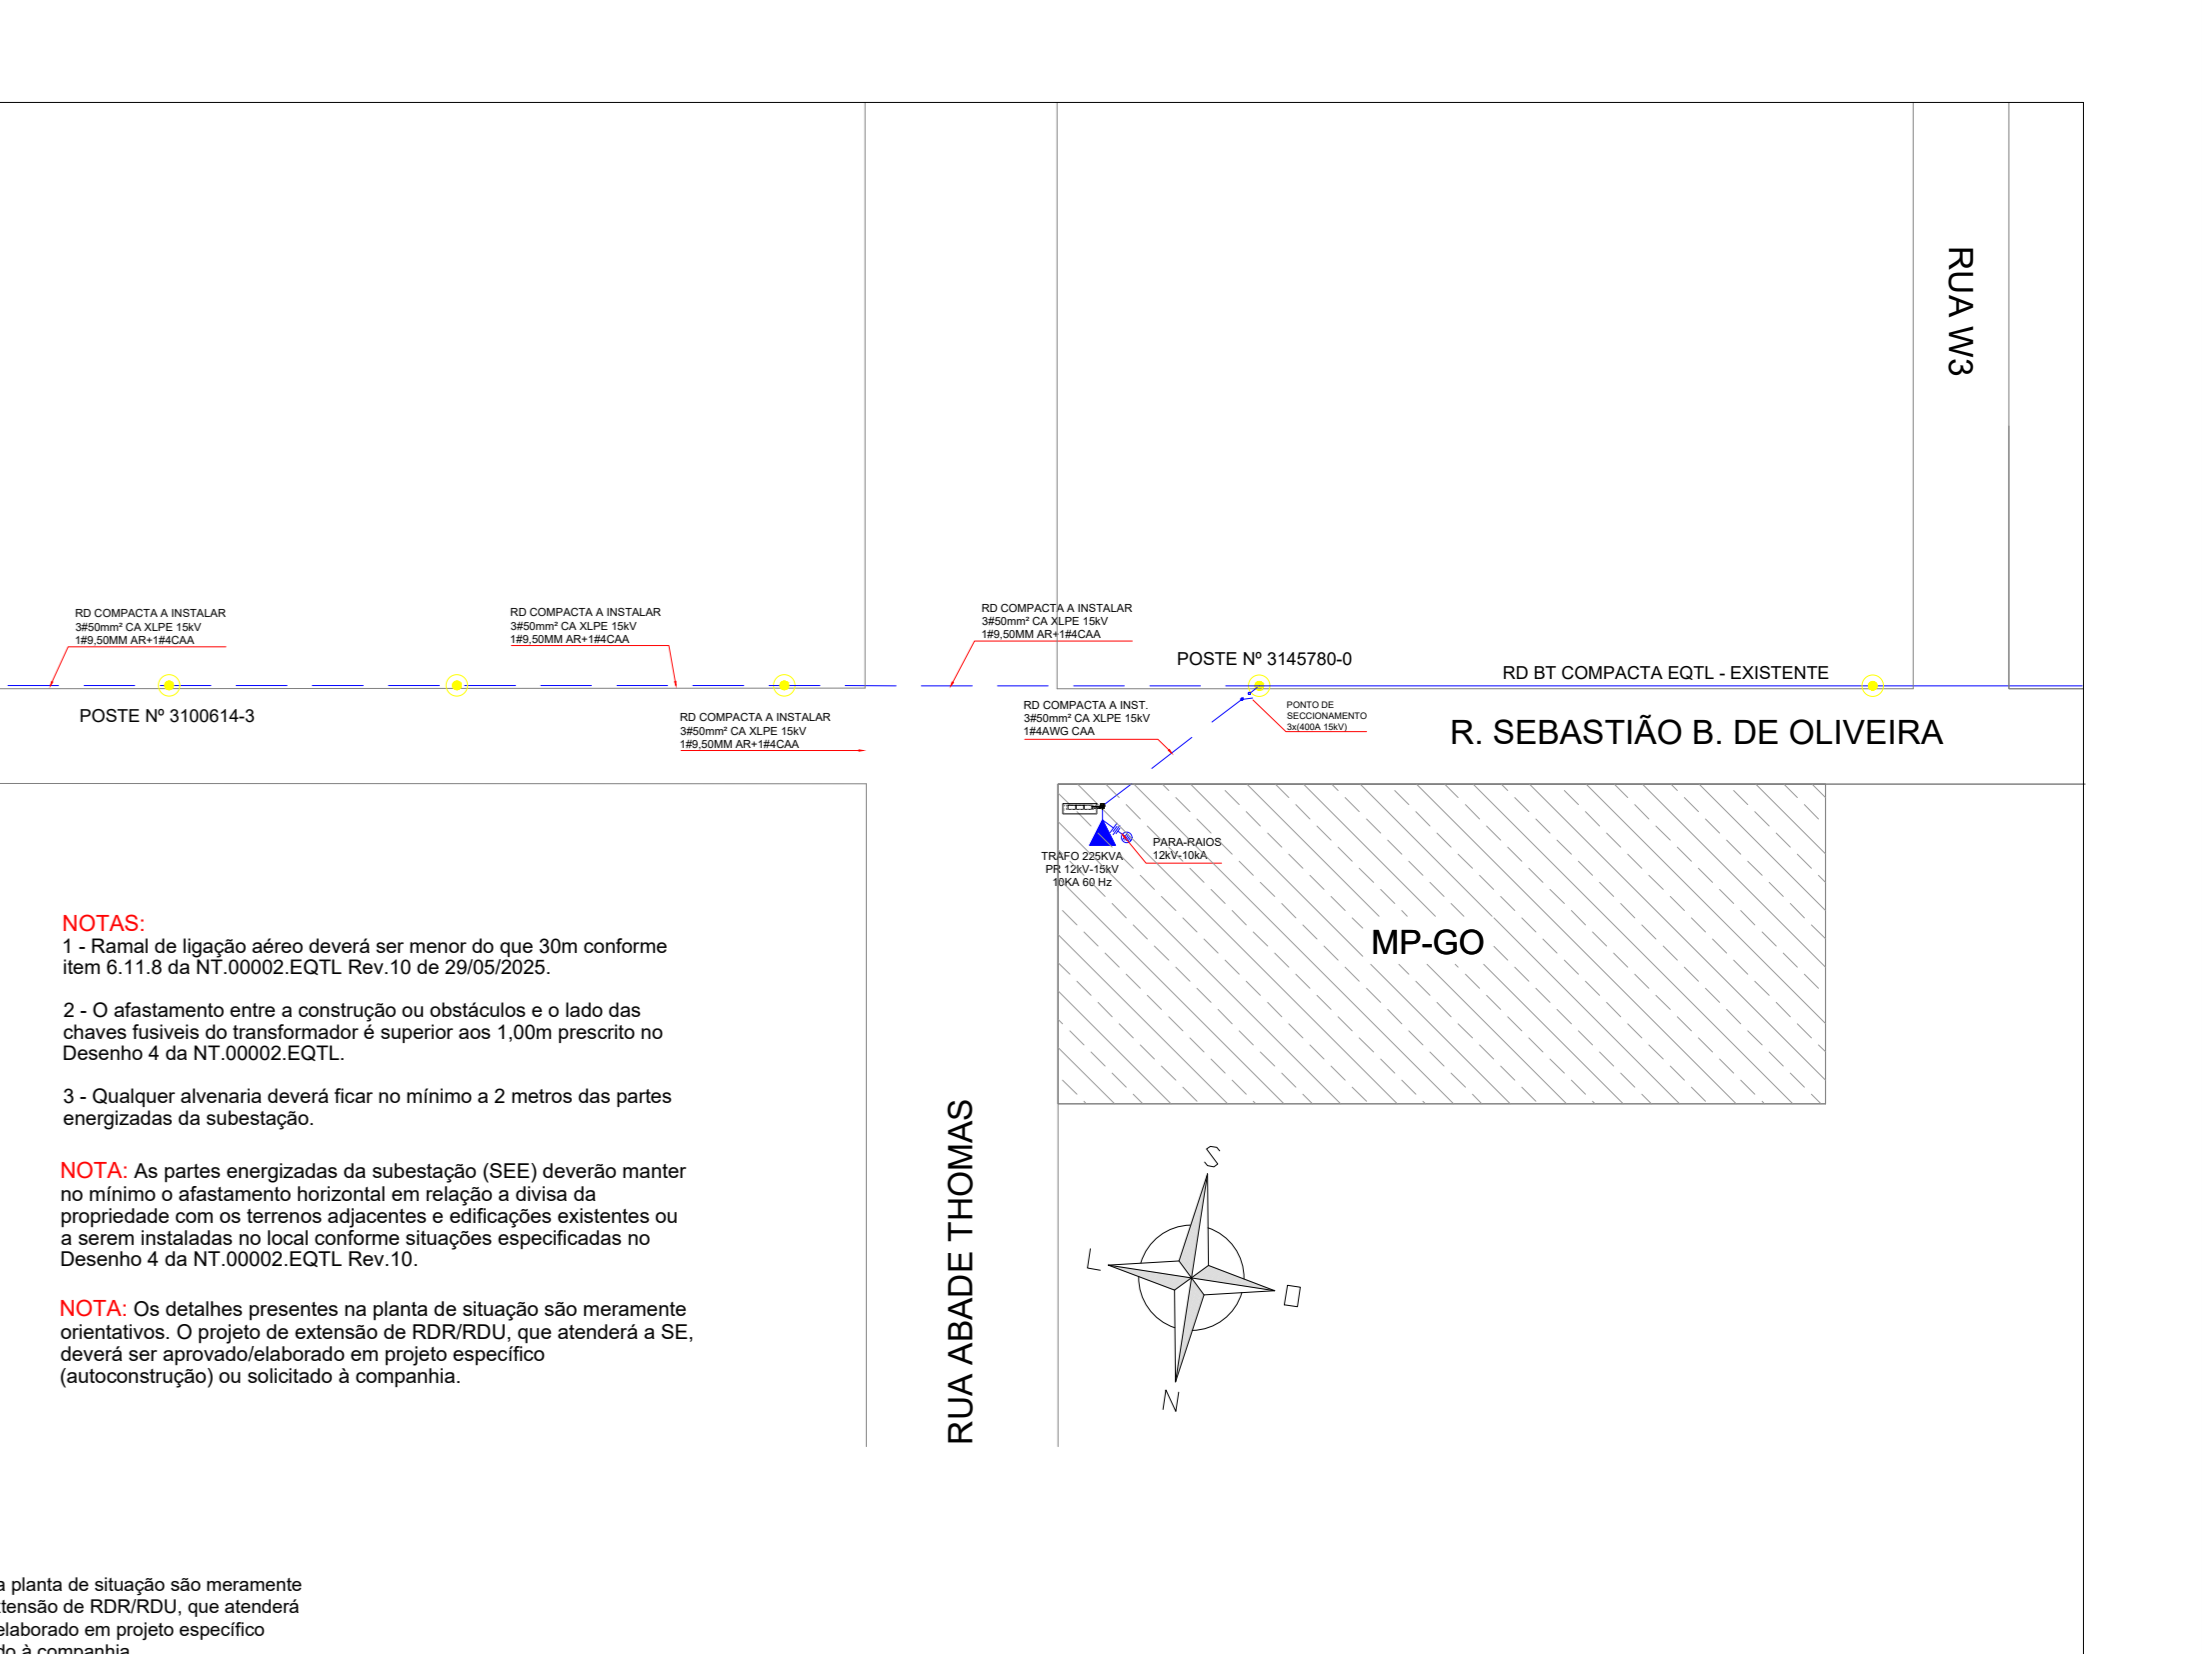 RUA W3
RD COMPACTA A INSTALAR
3#50mm² CA XLPE 15kV
1#9,50MM AR+1#4CAA
RD COMPACTA A INSTALAR
3#50mm² CA XLPE 15kV
1#9,50MM AR+1#4CAA
RD COMPACTA A INSTALAR
3#50mm² CA XLPE 15kV
1#9,50MM AR+1#4CAA
POSTE Nº 3145780-0
RD BT COMPACTA EQTL - EXISTENTE
POSTE Nº 3100614-3
RD COMPACTA A INSTALAR
3#50mm² CA XLPE 15kV
1#9,50MM AR+1#4CAA
RD COMPACTA A INST.
3#50mm² CA XLPE 15kV
1#4AWG CAA
PONTO DE
SECCIONAMENTO
3x(400A 15kV)
R. SEBASTIÃO B. DE OLIVEIRA
PARA-RAIOS
12kV-10kA
TRAFO 225KVA
PR 12kV-15kV
10KA 60 Hz
MP-GO
NOTAS:
1 - Ramal de ligação aéreo deverá ser menor do que 30m conforme
item 6.11.8 da NT.00002.EQTL Rev.10 de 29/05/2025.
2 - O afastamento entre a construção ou obstáculos e o lado das
chaves fusiveis do transformador é superior aos 1,00m prescrito no
Desenho 4 da NT.00002.EQTL.
3 - Qualquer alvenaria deverá ficar no mínimo a 2 metros das partes
energizadas da subestação.
NOTA: As partes energizadas da subestação (SEE) deverão manter
no mínimo o afastamento horizontal em relação a divisa da
propriedade com os terrenos adjacentes e edificações existentes ou
a serem instaladas no local conforme situações especificadas no
Desenho 4 da NT.00002.EQTL Rev.10.
NOTA: Os detalhes presentes na planta de situação são meramente
orientativos. O projeto de extensão de RDR/RDU, que atenderá a SE,
deverá ser aprovado/elaborado em projeto específico
(autoconstrução) ou solicitado à companhia.
RUA ABADE THOMAS
S
L
O
N
a planta de situação são meramente
tensão de RDR/RDU, que atenderá
elaborado em projeto específico
do à companhia